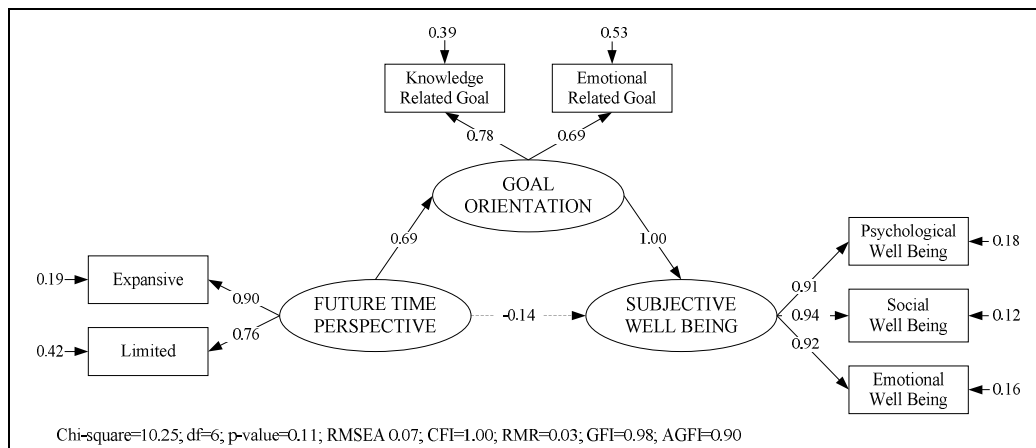 0.39
0.53
Knowledge
Related Goal
Emotional
Related Goal
0.78
0.69
GOAL
ORIENTATION
0.69
1.00
Psychological
Well Being
0.18
0.19
Expansive
0.90
0.91
FUTURE TIME
PERSPECTIVE
-0.14
SUBJECTIVE
WELL BEING
0.94
Social
Well Being
0.12
0.42
Limited
0.76
0.92
Emotional
Well Being
0.16
Chi-square=10.25; df=6; p-value=0.11; RMSEA 0.07; CFI=1.00; RMR=0.03; GFI=0.98; AGFI=0.90